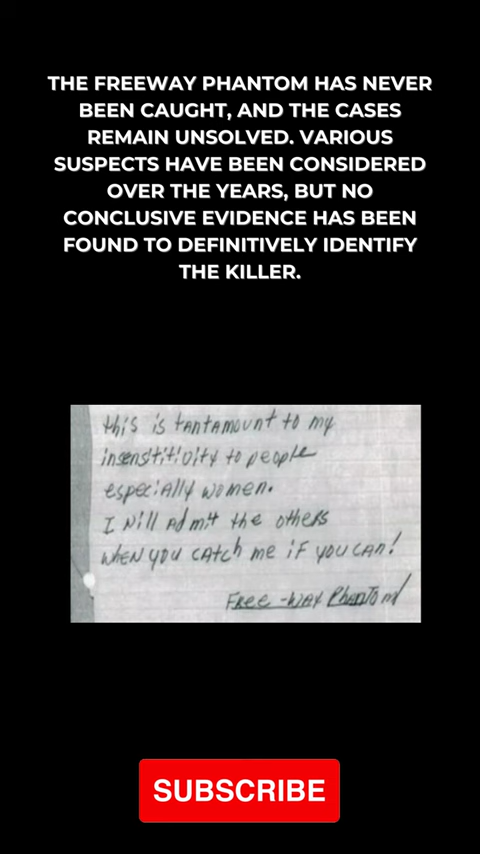 THE FREEWAY PHANTOM HAS NEVER
BEEN CAUGHT, AND THE CASES
REMAIN UNSOLVED. VARIOUS
SUSPECTS HAVE BEEN CONSIDERED
OVER THE YEARS, BUT NO
CONCLUSIVE EVIDENCE HAS BEEN
FOUND TO DEFINITIVELY IDENTIFY
THE KILLER.
this is tantamount to my
insenstitivity to people
especially women.
I will admit the others
when you catch me if you can!
Free-way Phantom
SUBSCRIBE